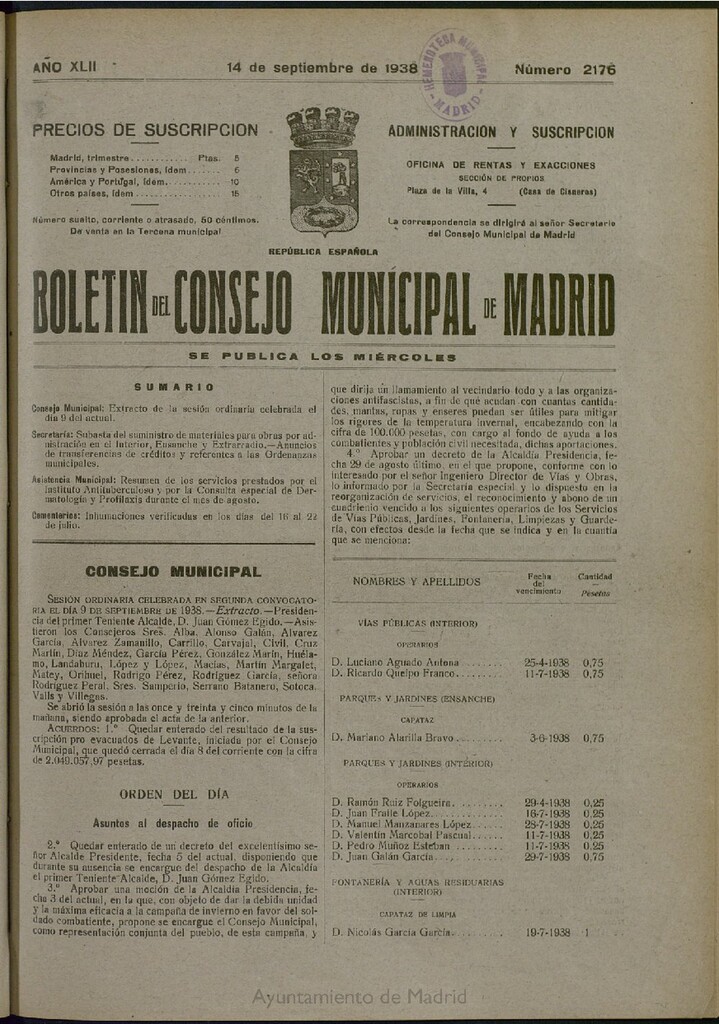 AÑO XLII
14 de septiembre de 1938
Número 2176
HEMEROTECA MUNICIPAL
MADRID
PRECIOS DE SUSCRIPCION
Madrid, trimestre ........... Ptas. 5
Provincias y Posesiones, ídem ...... 6
América y Portugal, ídem. .......... 10
Otros países, ídem .............. 15
Número suelto, corriente o atrasado, 50 céntimos.
De venta en la Tercena municipal
ADMINISTRACION Y SUSCRIPCION
OFICINA DE RENTAS Y EXACCIONES
SECCIÓN DE PROPIOS
Plaza de la Villa, 4 (Casa de Cisneros)
La correspondencia se dirigirá al señor Secretario
del Consejo Municipal de Madrid
REPÚBLICA ESPAÑOLA
BOLETIN DEL CONSEJO MUNICIPAL DE MADRID
SE PUBLICA LOS MIÉRCOLES
SUMARIO
Consejo Municipal: Extracto de la sesión ordinaria celebrada el
día 9 del actual.
Secretaría: Subasta del suministro de materiales para obras por ad-
ministración en el Interior, Ensanche y Extrarradio.—Anuncios
de transferencias de créditos y referentes a las Ordenanzas
municipales.
Asistencia Municipal: Resumen de los servicios prestados por el
Instituto Antituberculoso y por la Consulta especial de Der-
matología y Profilaxis durante el mes de agosto.
Cementerios: Inhumaciones verificadas en los días del 16 al 22
de julio.
CONSEJO MUNICIPAL
SESIÓN ORDINARIA CELEBRADA EN SEGUNDA CONVOCATO-
RIA EL DÍA 9 DE SEPTIEMBRE DE 1938.—Extracto.—Presiden-
cia del primer Teniente Alcalde, D. Juan Gómez Egido.—Asis-
tieron los Consejeros Sres. Alba, Alonso Galán, Alvarez
García, Alvarez Zamanillo, Carrillo, Carvajal, Civil, Cruz
Martín, Díaz Méndez, García Pérez, González Marín, Huéla-
mo, Landaburu, López y López, Macías, Martín Margalet,
Matey, Orihuel, Rodrigo Pérez, Rodríguez García, señora
Rodríguez Peral, Sres. Samperio, Serrano Batanero, Sotoca,
Valls y Villegas.
Se abrió la sesión a las once y treinta y cinco minutos de la
mañana, siendo aprobada el acta de la anterior.
ACUERDOS: 1.º Quedar enterado del resultado de la sus-
cripción pro evacuados de Levante, iniciada por el Consejo
Municipal, que quedó cerrada el día 8 del corriente con la cifra
de 2.049.057,97 pesetas.
ORDEN DEL DÍA
Asuntos al despacho de oficio
2.º Quedar enterado de un decreto del excelentísimo se-
ñor Alcalde Presidente, fecha 5 del actual, disponiendo que
durante su ausencia se encargue del despacho de la Alcaldía
el primer Teniente Alcalde, D. Juan Gómez Egido.
3.º Aprobar una moción de la Alcaldía Presidencia, fe-
cha 3 del actual, en la que, con objeto de dar la debida unidad
y la máxima eficacia a la campaña de invierno en favor del sol-
dado combatiente, propone se encargue el Consejo Municipal,
como representación conjunta del pueblo, de esta campaña, y
que dirija un llamamiento al vecindario todo y a las organiza-
ciones antifascistas, a fin de que acudan con cuantas cantida-
des, mantas, ropas y enseres puedan ser útiles para mitigar
los rigores de la temperatura invernal, encabezando con la
cifra de 100.000 pesetas, con cargo al fondo de ayuda a los
combatientes y población civil necesitada, dichas aportaciones.
4.º Aprobar un decreto de la Alcaldía Presidencia, fe-
cha 29 de agosto último, en el que propone, conforme con lo
interesado por el señor Ingeniero Director de Vías y Obras,
lo informado por la Secretaría especial y lo dispuesto en la
reorganización de servicios, el reconocimiento y abono de un
cuadrienio vencido a los siguientes operarios de los Servicios
de Vías Públicas, Jardines, Fontanería, Limpiezas y Guarde-
ría, con efectos desde la fecha que se indica y en la cuantía
que se menciona:
NOMBRES Y APELLIDOS
Fecha del vencimiento
Cantidad
Pesetas
VÍAS PÚBLICAS (INTERIOR)
OPERARIOS
D. Luciano Aguado Antona ....... 25-4-1938 0,75
D. Ricardo Queipo Franco........ 11-7-1938 0,75
PARQUES Y JARDINES (ENSANCHE)
CAPATAZ
D. Mariano Alarilla Bravo........ 3-6-1938 0,75
PARQUES Y JARDINES (INTERIOR)
OPERARIOS
D. Ramón Ruiz Folgueira. ........ 29-4-1938 0,25
D. Juan Fraile López............ 16-7-1938 0,25
D. Manuel Manzanares López...... 28-7-1938 0,25
D. Valentín Marcobal Pascual...... 11-7-1938 0,25
D. Pedro Muñoz Esteban ......... 11-7-1938 0,25
D. Juan Galán García............ 29-7-1938 0,75
FONTANERÍA Y AGUAS RESIDUARIAS
(INTERIOR)
CAPATAZ DE LIMPIA
D. Nicolás García García......... 19-7-1938 1
Ayuntamiento de Madrid